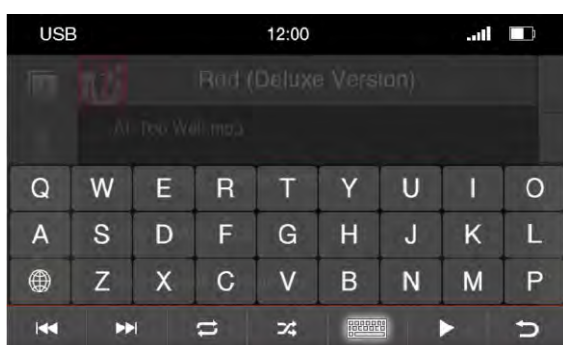 USB 12:00
Red (Deluxe Version)
All Too Well.mp3
Q W E R T Y U I O
A S D F G H J K L
Z X C V B N M P